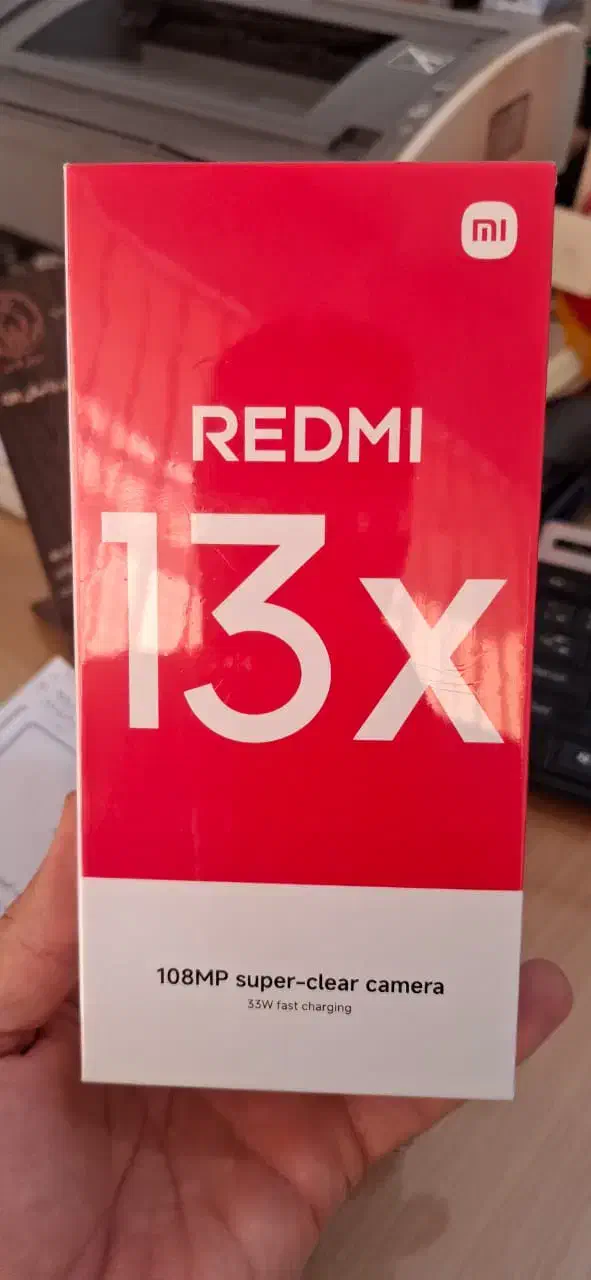 mi
REDMI
13x
108MP super-clear camera
33W fast charging